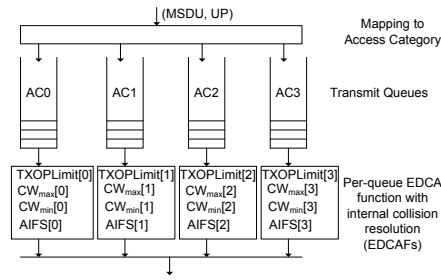 (MSDU, UP)
Mapping to
Access Category
AC0 AC1 AC2 AC3
Transmit Queues
TXOPLimit[0] TXOPLimit[1] TXOPLimit[2] TXOPLimit[3]
CWmax[0] CWmax[1] CWmax[2] CWmax[3]
CWmin[0] CWmin[1] CWmin[2] CWmin[3]
AIFS[0] AIFS[1] AIFS[2] AIFS[3]
Per-queue EDCA
function with
internal collision
resolution
(EDCAFs)